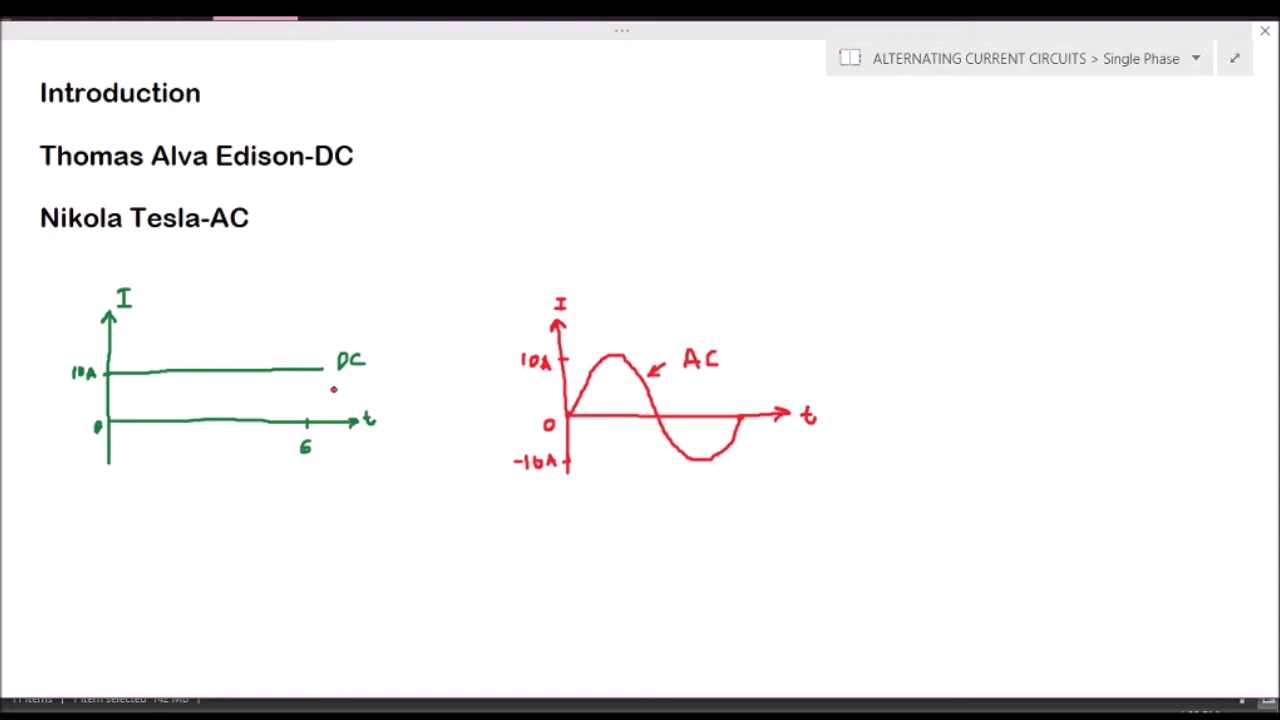 ALTERNATING CURRENT CIRCUITS > Single Phase
Introduction
Thomas Alva Edison-DC
Nikola Tesla-AC
I
10A
DC
0
t
6
I
10A
AC
0
t
-10A